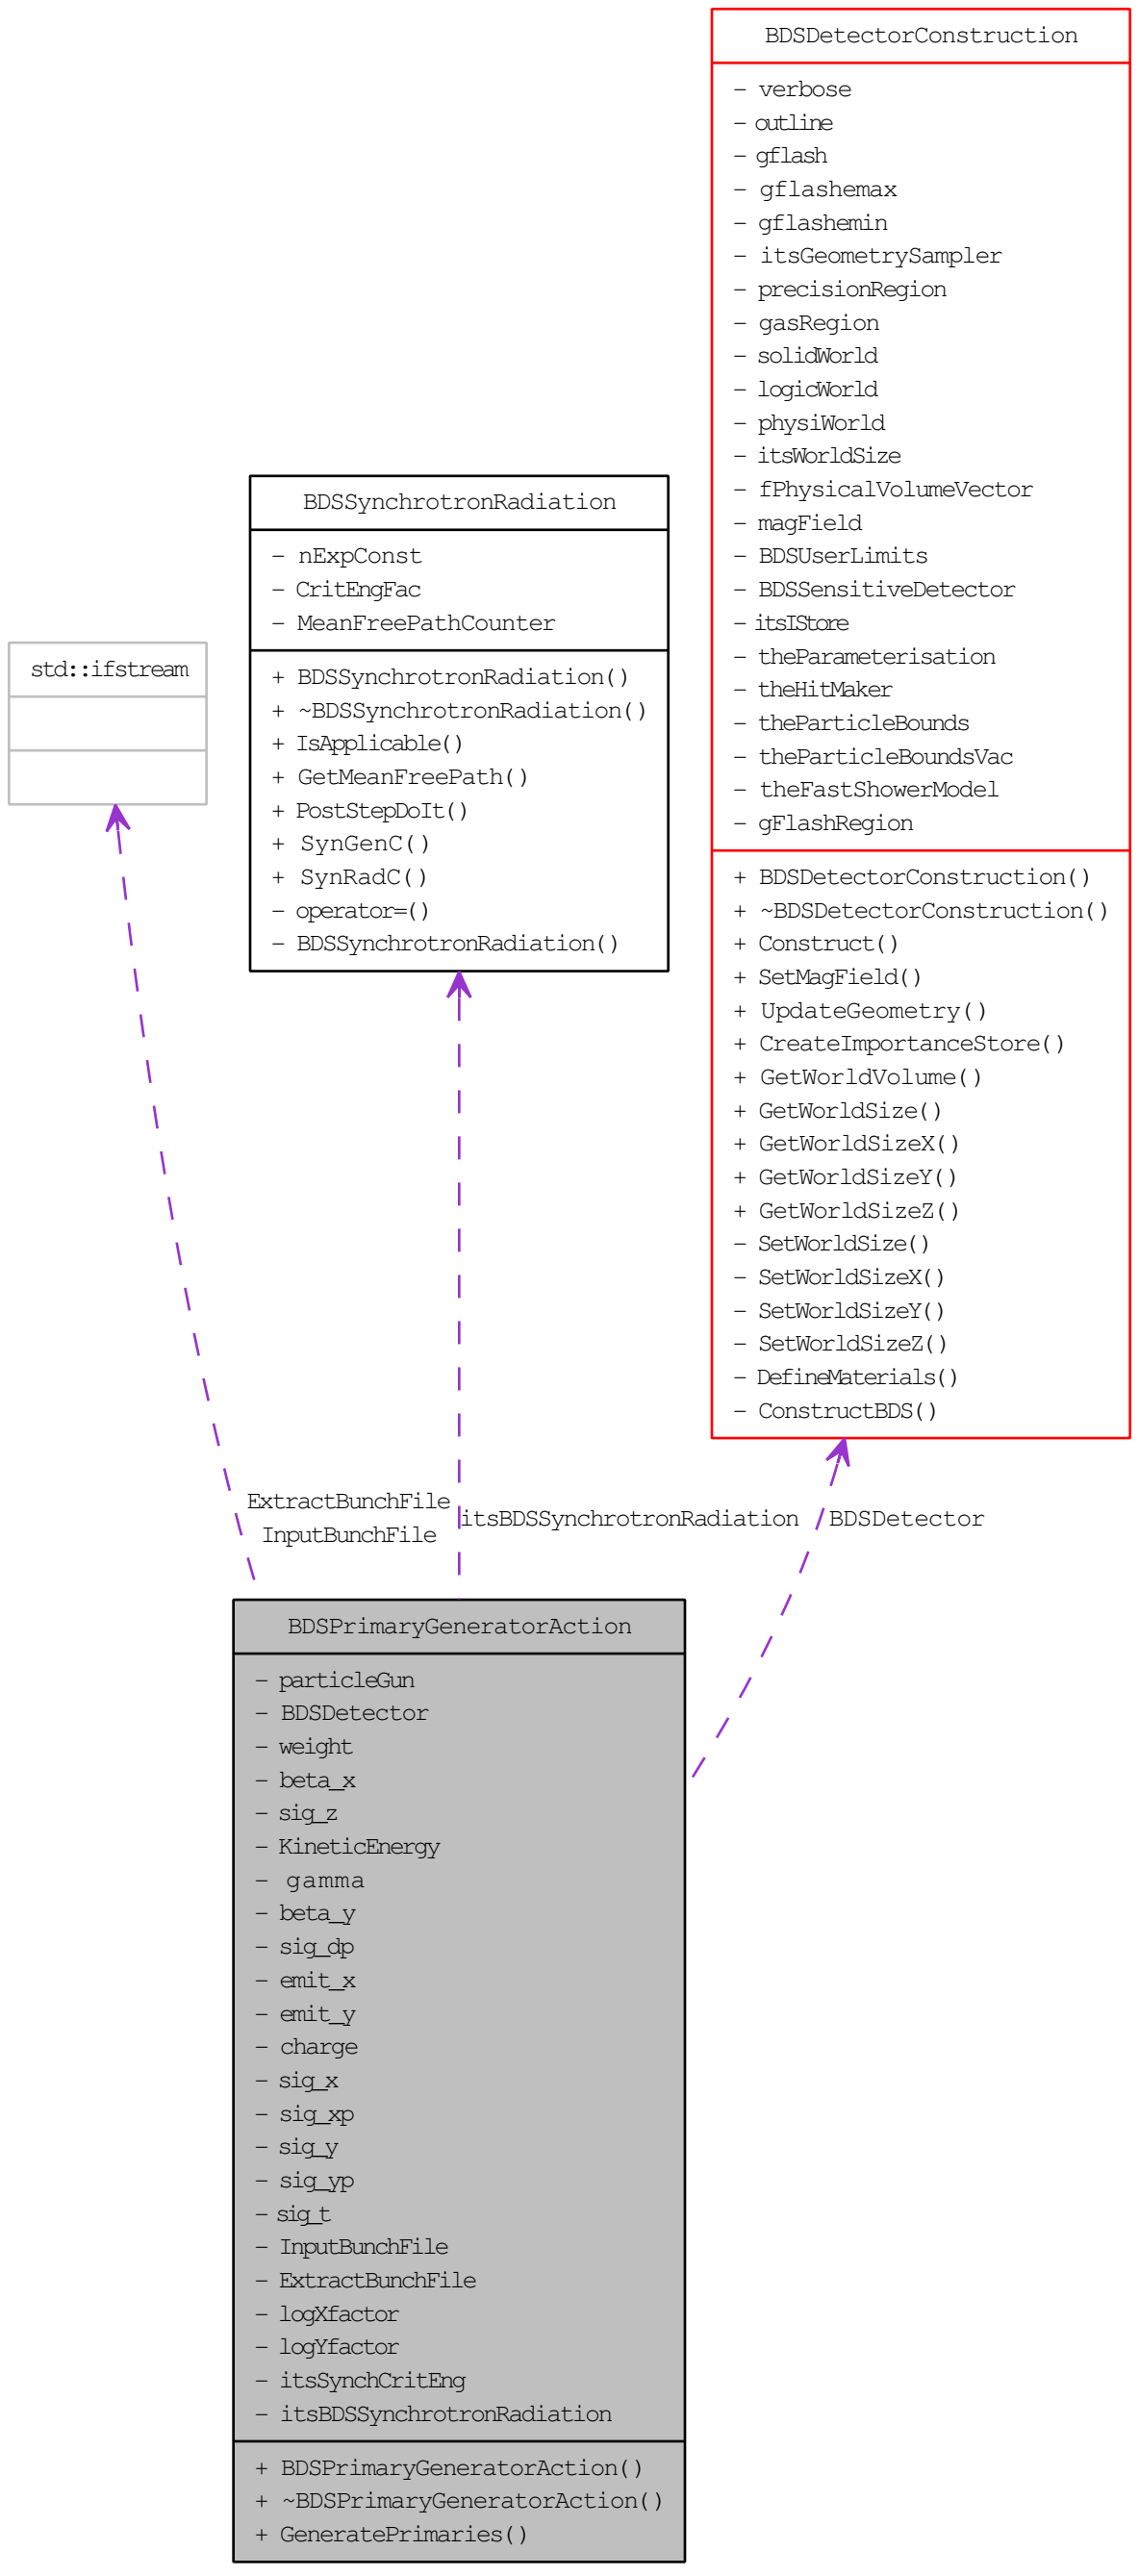 BDSDetectorConstruction
- verbose
- outline
- gflash
- gflashemax
- gflashemin
- itsGeometrySampler
- precisionRegion
- gasRegion
- solidWorld
- logicWorld
- physiWorld
- itsWorldSize
- fPhysicalVolumeVector
- magField
- BDSUserLimits
- BDSSensitiveDetector
- itsIStore
- theParameterisation
- theHitMaker
- theParticleBounds
- theParticleBoundsVac
- theFastShowerModel
- gFlashRegion
+ BDSDetectorConstruction()
+ ~BDSDetectorConstruction()
+ Construct()
+ SetMagField()
+ UpdateGeometry()
+ CreateImportanceStore()
+ GetWorldVolume()
+ GetWorldSize()
+ GetWorldSizeX()
+ GetWorldSizeY()
+ GetWorldSizeZ()
- SetWorldSize()
- SetWorldSizeX()
- SetWorldSizeY()
- SetWorldSizeZ()
- DefineMaterials()
- ConstructBDS()
BDSSynchrotronRadiation
- nExpConst
- CritEngFac
- MeanFreePathCounter
+ BDSSynchrotronRadiation()
+ ~BDSSynchrotronRadiation()
+ IsApplicable()
+ GetMeanFreePath()
+ PostStepDoIt()
+ SynGenC()
+ SynRadC()
- operator=()
- BDSSynchrotronRadiation()
std::ifstream
ExtractBunchFile
InputBunchFile
itsBDSSynchrotronRadiation
BDSDetector
BDSPrimaryGeneratorAction
- particleGun
- BDSDetector
- weight
- beta_x
- sig_z
- KineticEnergy
- gamma
- beta_y
- sig_dp
- emit_x
- emit_y
- charge
- sig_x
- sig_xp
- sig_y
- sig_yp
- sig_t
- InputBunchFile
- ExtractBunchFile
- logXfactor
- logYfactor
- itsSynchCritEng
- itsBDSSynchrotronRadiation
+ BDSPrimaryGeneratorAction()
+ ~BDSPrimaryGeneratorAction()
+ GeneratePrimaries()